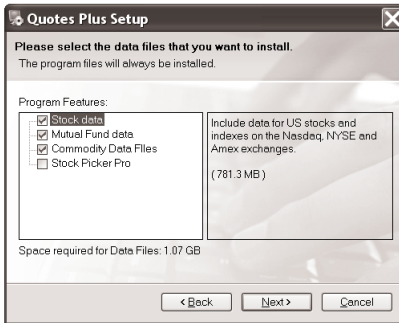 Quotes Plus Setup
Please select the data files that you want to install.
The program files will always be installed.
Program Features:
Stock data
Mutual Fund data
Commodity Data FIles
Stock Picker Pro
Include data for US stocks and
indexes on the Nasdaq, NYSE and
Amex exchanges.
( 781.3 MB )
Space required for Data Files: 1.07 GB
< Back
Next >
Cancel